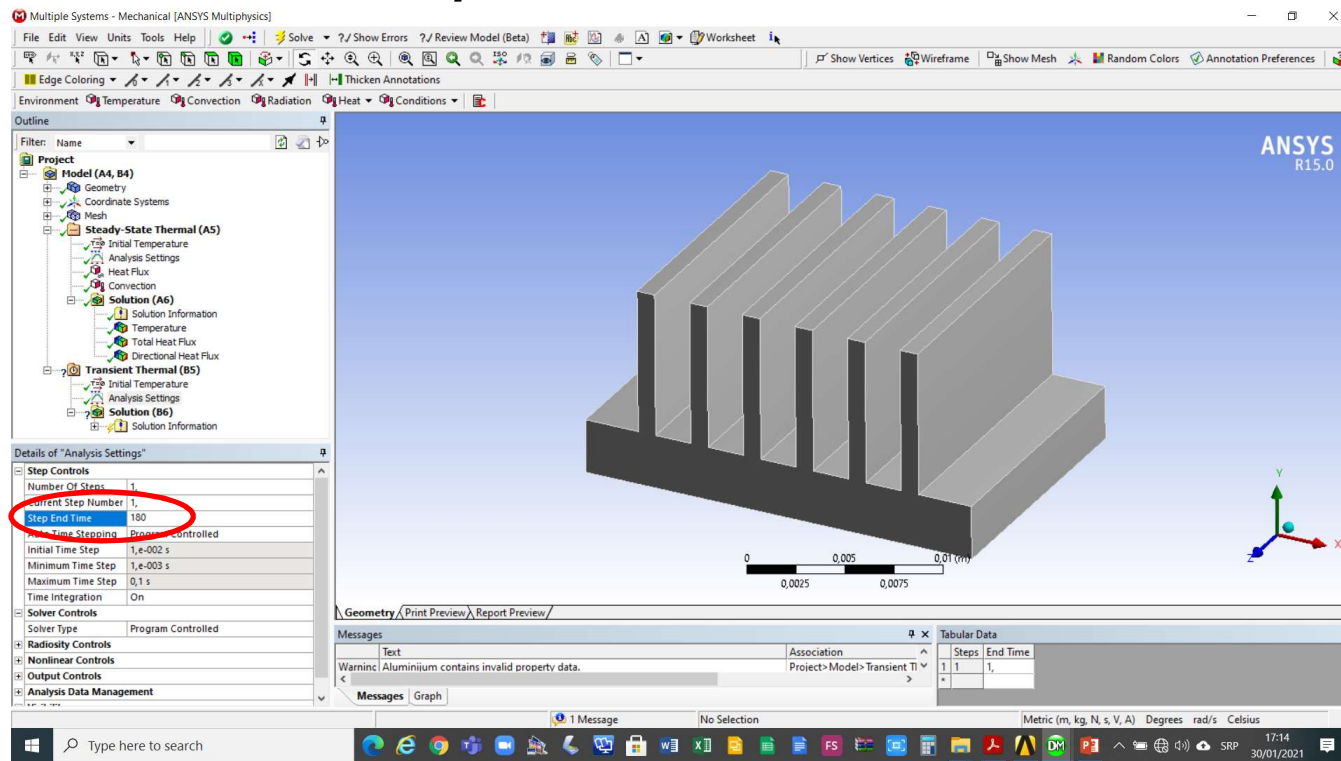 Multiple Systems - Mechanical [ANSYS Multiphysics]
File Edit View Units Tools Help Solve ?/ Show Errors ?/ Review Model (Beta) A Worksheet
Show Vertices Wireframe Show Mesh Random Colors Annotation Preferences
Edge Coloring Thicken Annotations
Environment Temperature Convection Radiation Heat Conditions
Outline
Filter: Name
Project
Model (A4, B4)
Geometry
Coordinate Systems
Mesh
Steady-State Thermal (A5)
Initial Temperature
Analysis Settings
Heat Flux
Convection
Solution (A6)
Solution Information
Temperature
Total Heat Flux
Directional Heat Flux
Transient Thermal (B5)
Initial Temperature
Analysis Settings
Solution (B6)
Solution Information
Details of "Analysis Settings"
Step Controls
Number Of Steps 1,
Current Step Number 1,
Step End Time 180
Auto Time Stepping Program Controlled
Initial Time Step 1,e-002 s
Minimum Time Step 1,e-003 s
Maximum Time Step 0,1 s
Time Integration On
Solver Controls
Solver Type Program Controlled
Radiosity Controls
Nonlinear Controls
Output Controls
Analysis Data Management
ANSYS
R15.0
Y
X
Z
0 0,005 0,01 (m)
0,0025 0,0075
Geometry Print Preview Report Preview
Messages
Text Association
Warninc Aluminijum contains invalid property data. Project>Model>Transient Tl
Messages Graph
Tabular Data
Steps End Time
1 1 1,
*
1 Message No Selection Metric (m, kg, N, s, V, A) Degrees rad/s Celsius
Type here to search
FS
DM
SRP
17:14
30/01/2021